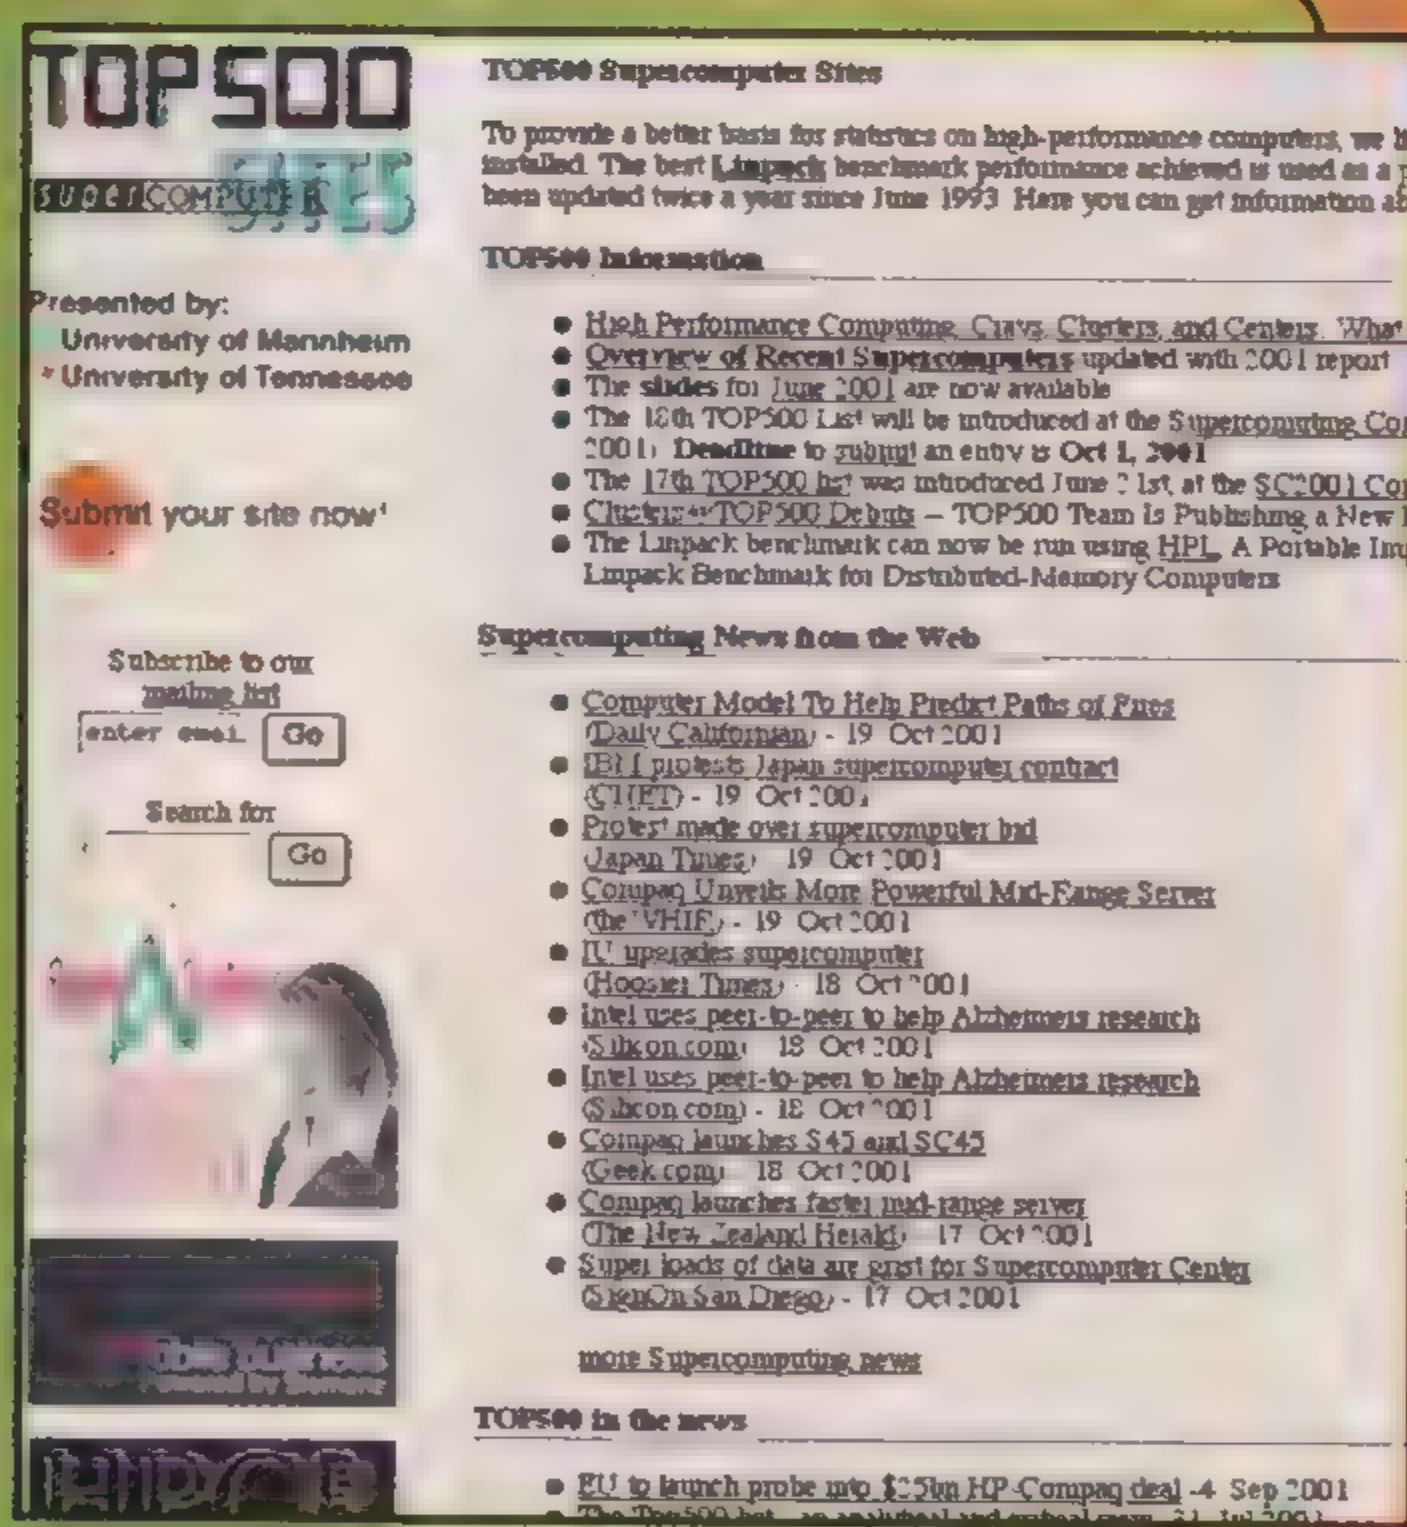 TOP500
SUPERCOMPUTER SITES
Presented by:
University of Mannheim
* University of Tennessee
Submit your site now!
Subscribe to our
mailing list
enter emai
Go
Search for
Go
TOP500 Supercomputer Sites
To provide a better basis for statistics on high-performance computers, we
installed. The best Linpack benchmark performance achieved is used as a
been updated twice a year since June 1993. Here you can get information
TOP500 Information
High Performance Computing, Crays, Clusters, and Centers. What
Overview of Recent Supercomputers updated with 2001 report
The slides for June 2001 are now available
The 18th TOP500 List will be introduced at the Supercomputing
2001). Deadline to submit an entry is Oct 1, 2001
The 17th TOP500 list was introduced June 21st, at the SC2001
Clusters@TOP500 Debuts – TOP500 Team Is Publishing a New
The Linpack benchmark can now be run using HPL, A Portable
Linpack Benchmark for Distributed-Memory Computers
Supercomputing News from the Web
Computer Model To Help Predict Paths of Fires
(Daily Californian) - 19 Oct 2001
IBM protests Japan supercomputer contract
(CNET) - 19 Oct 2001
Protest made over supercomputer bid
(Japan Times) - 19 Oct 2001
Compaq Unveils More Powerful Mid-Range Server
(the WHIR) - 19 Oct 2001
IU upgrades supercomputer
(Hoosier Times) - 18 Oct 2001
Intel uses peer-to-peer to help Alzheimers research
(Silicon.com) - 18 Oct 2001
Intel uses peer-to-peer to help Alzheimers research
(Silicon.com) - 18 Oct 2001
Compaq launches S45 and SC45
(Geek.com) - 18 Oct 2001
Compaq launches faster mid-range server
(The New Zealand Herald) - 17 Oct 2001
Super loads of data are grist for Supercomputer Center
(SignOn San Diego) - 17 Oct 2001
more Supercomputing news
TOP500 in the news
EU to launch probe into $25bn HP-Compaq deal -4 Sep 2001